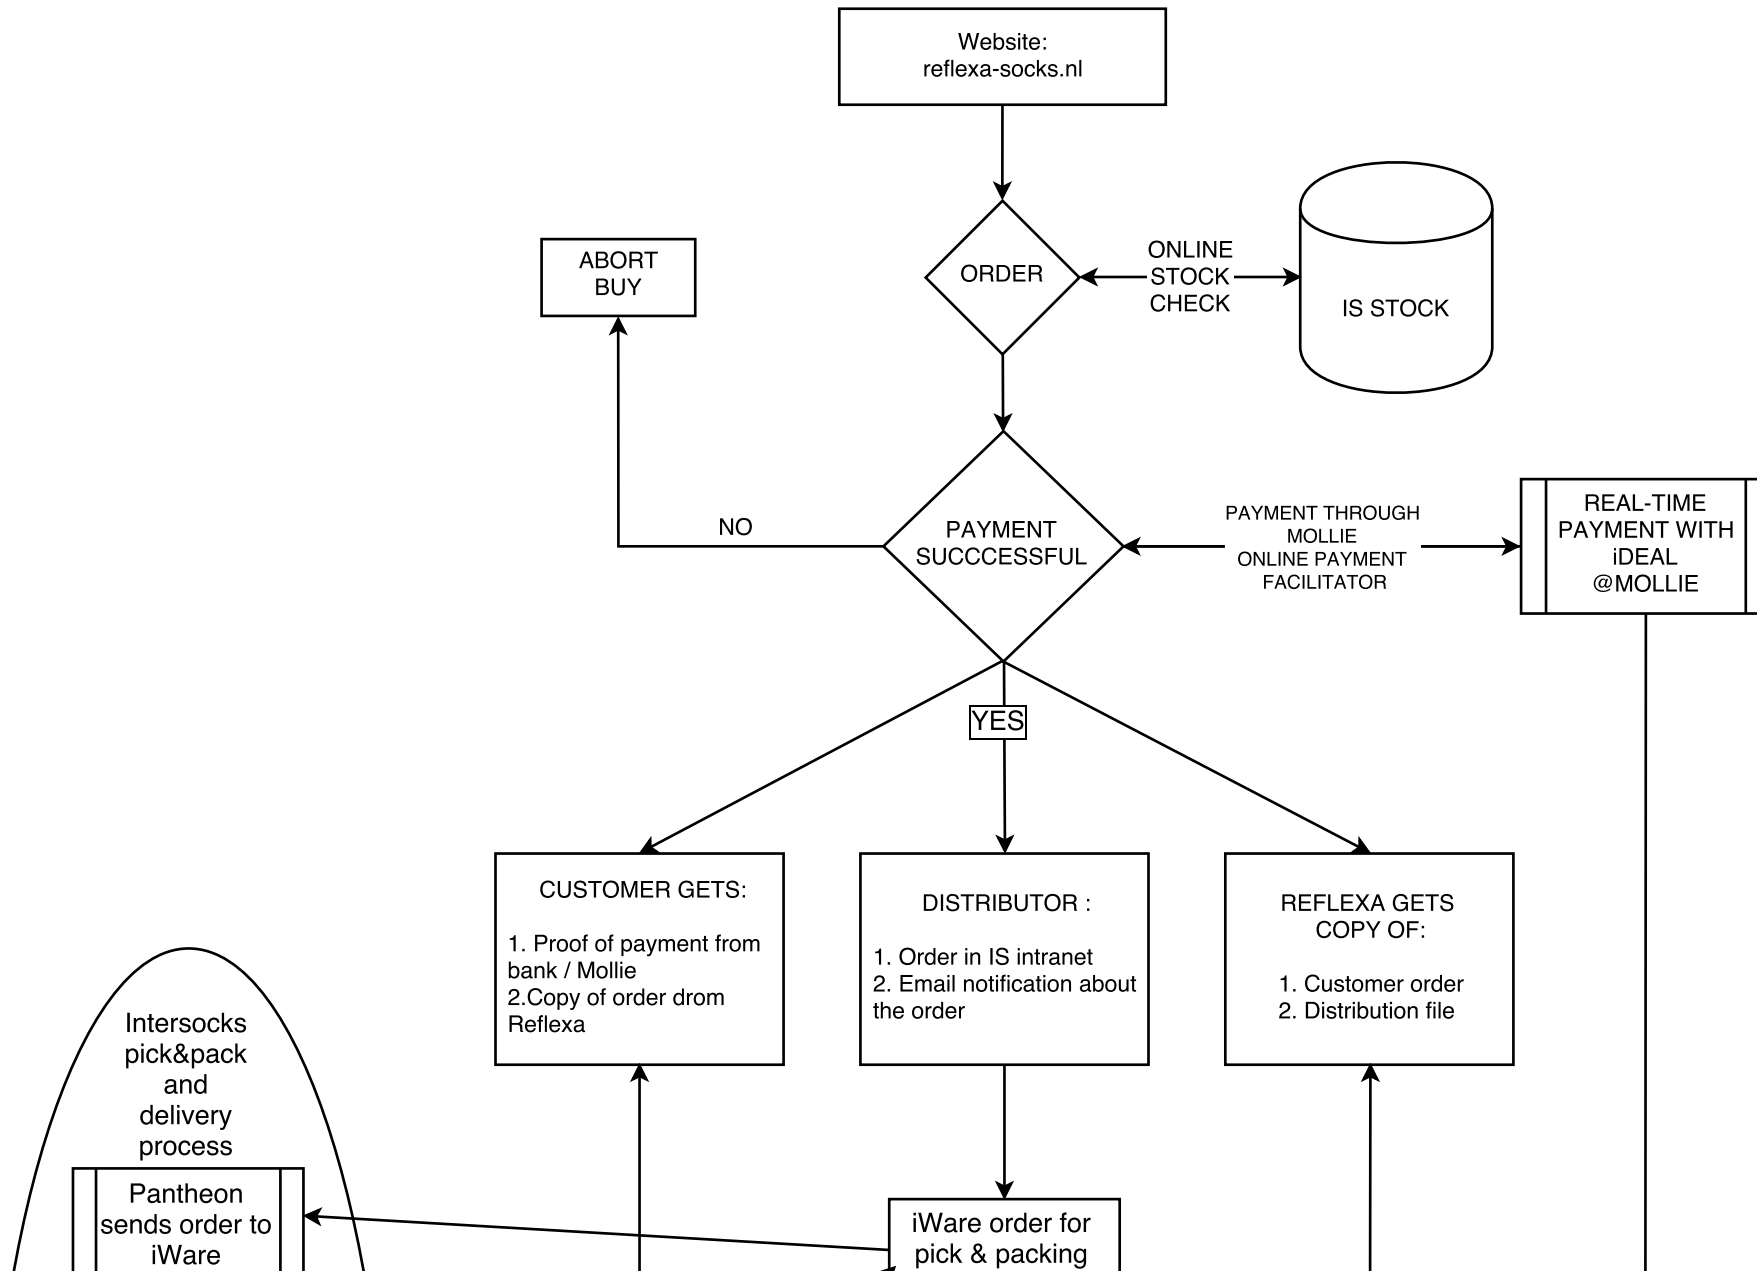 Website:
reflexa-socks.nl
ORDER
ONLINE
STOCK
CHECK
IS STOCK
ABORT
BUY
NO
PAYMENT
SUCCCESSFUL
PAYMENT THROUGH
MOLLIE
ONLINE PAYMENT
FACILITATOR
REAL-TIME
PAYMENT WITH
iDEAL
@MOLLIE
YES
CUSTOMER GETS:
1. Proof of payment from
bank / Mollie
2.Copy of order drom
Reflexa
DISTRIBUTOR :
1. Order in IS intranet
2. Email notification about
the order
REFLEXA GETS
COPY OF:
1. Customer order
2. Distribution file
Intersocks
pick&pack
and
delivery
process
Pantheon
sends order to
iWare
iWare order for
pick & packing